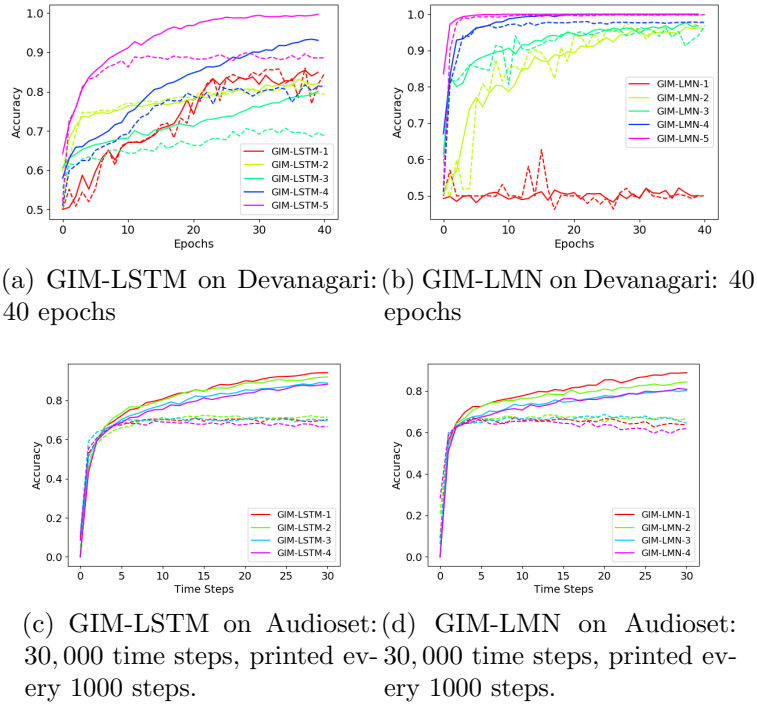 1.0
0.9
0.8
0.7
0.6
0.5
Accuracy
0 10 20 30 40
Epochs
GIM-LSTM-1
GIM-LSTM-2
GIM-LSTM-3
GIM-LSTM-4
GIM-LSTM-5
1.0
0.9
0.8
0.7
0.6
0.5
Accuracy
0 10 20 30 40
Epochs
GIM-LMN-1
GIM-LMN-2
GIM-LMN-3
GIM-LMN-4
GIM-LMN-5
(a) GIM-LSTM on Devanagari:
40 epochs
(b) GIM-LMN on Devanagari: 40
epochs
0.8
0.6
0.4
0.2
0.0
Accuracy
0 5 10 15 20 25 30
Time Steps
GIM-LSTM-1
GIM-LSTM-2
GIM-LSTM-3
GIM-LSTM-4
0.8
0.6
0.4
0.2
0.0
Accuracy
0 5 10 15 20 25 30
Time Steps
GIM-LMN-1
GIM-LMN-2
GIM-LMN-3
GIM-LMN-4
(c) GIM-LSTM on Audioset:
30,000 time steps, printed ev-
ery 1000 steps.
(d) GIM-LMN on Audioset:
30,000 time steps, printed ev-
ery 1000 steps.